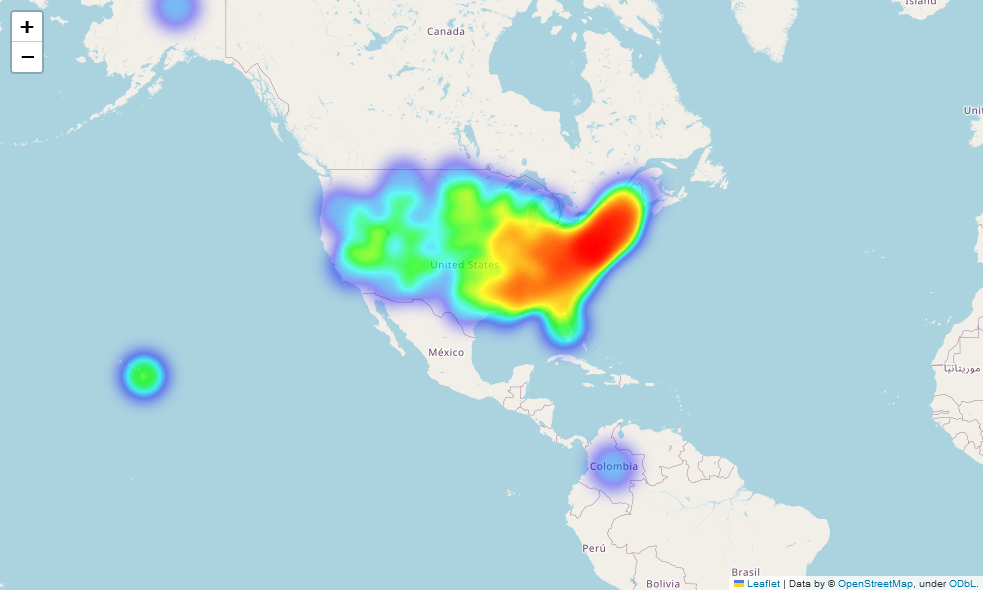 +
−
Island
Canada
Unit
United States
México
موريتانيا
Colombia
Perú
Brasil
Bolivia
Leaflet | Data by © OpenStreetMap, under ODbL.